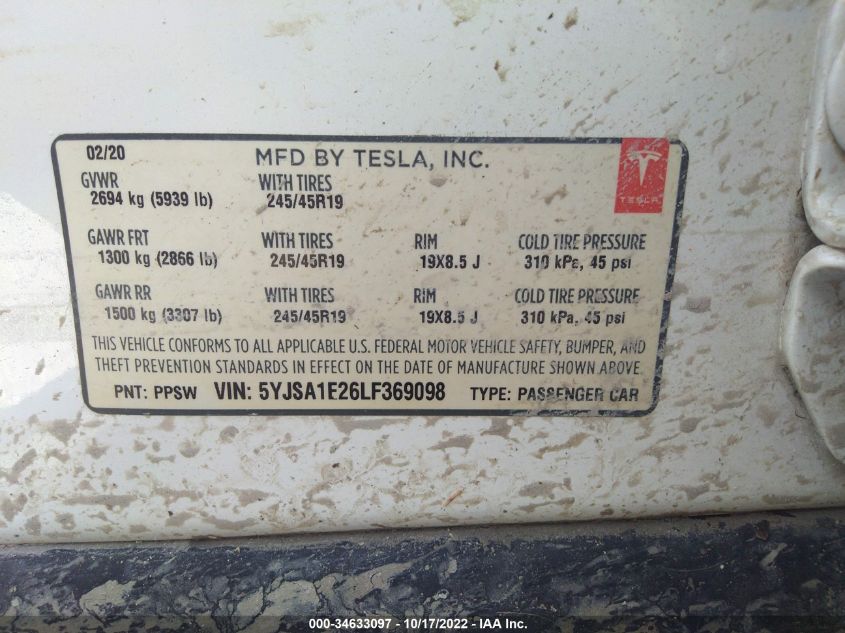 02/20 MFD BY TESLA, INC.
TESLA
GVWR WITH TIRES
2694 kg (5939 lb) 245/45R19
GAWR FRT WITH TIRES RIM COLD TIRE PRESSURE
1300 kg (2866 lb) 245/45R19 19X8.5 J 310 kPa, 45 psi
GAWR RR WITH TIRES RIM COLD TIRE PRESSURE
1500 kg (3307 lb) 245/45R19 19X8.5 J 310 kPa, 45 psi
THIS VEHICLE CONFORMS TO ALL APPLICABLE U.S. FEDERAL MOTOR VEHICLE SAFETY, BUMPER, AND
THEFT PREVENTION STANDARDS IN EFFECT ON THE DATE OF MANUFACTURE SHOWN ABOVE.
PNT: PPSW VIN: 5YJSA1E26LF369098 TYPE: PASSENGER CAR
000-34633097 - 10/17/2022 - IAA Inc.